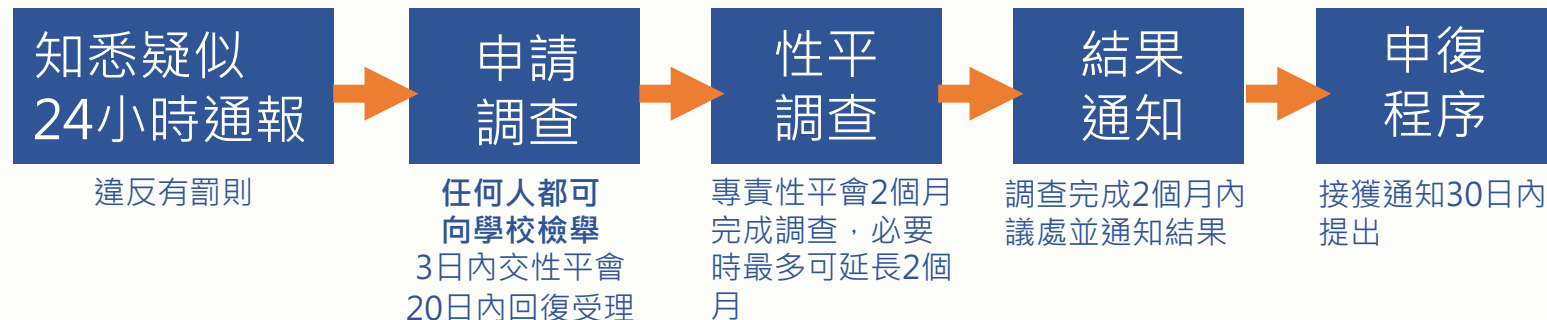 知悉疑似
24小時通報
違反有罰則
申請
調查
任何人都可
向學校檢舉
3日內交性平會
20日內回復受理
性平
調查
專責性平會2個月
完成調查，必要
時最多可延長2個
月
結果
通知
調查完成2個月內
議處並通知結果
申復
程序
接獲通知30日內
提出